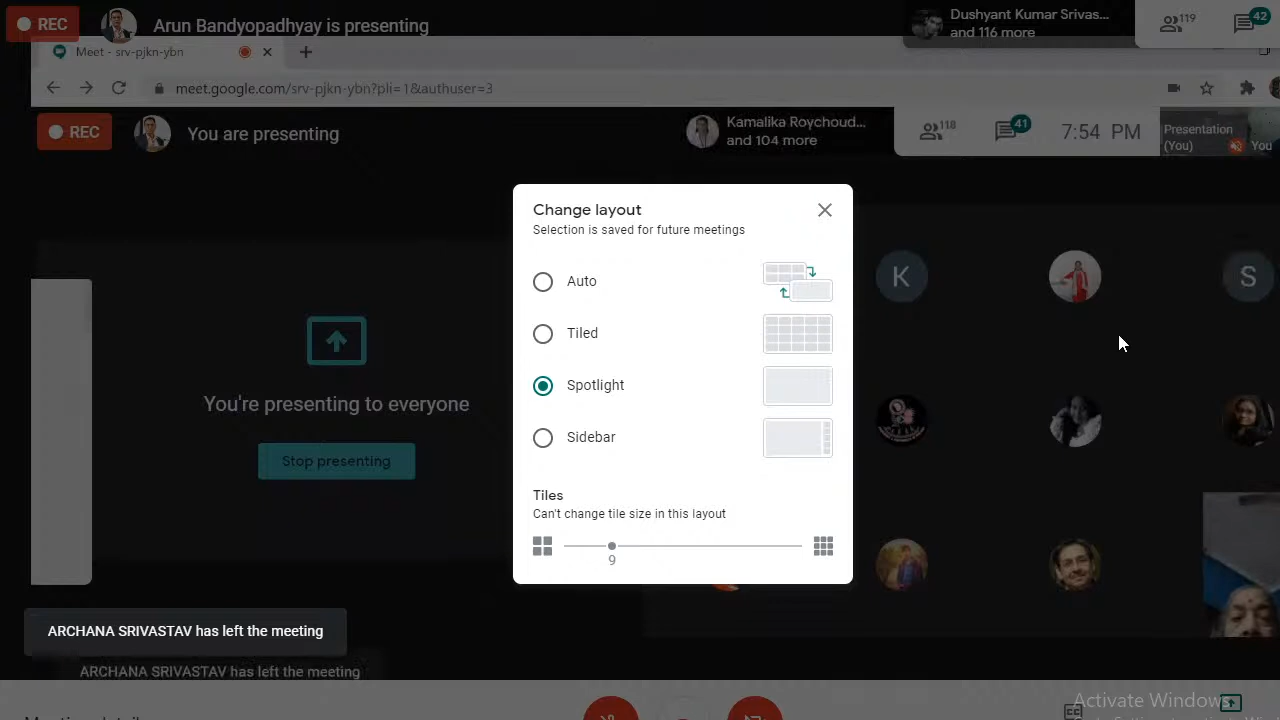 REC
Arun Bandyopadhyay is presenting
Dushyant Kumar Srivas...
and 116 more
119
42
Meet - srv-pjkn-ybn
meet.google.com/srv-pjkn-ybn?pli=1&authuser=3
REC
You are presenting
Kamalika Roychoud...
and 104 more
118
41
7:54 PM
Presentation
(You)
You
Change layout
Selection is saved for future meetings
Auto
Tiled
Spotlight
Sidebar
Tiles
Can't change tile size in this layout
9
K
S
You're presenting to everyone
Stop presenting
ARCHANA SRIVASTAV has left the meeting
ARCHANA SRIVASTAV has left the meeting
Activate Windows